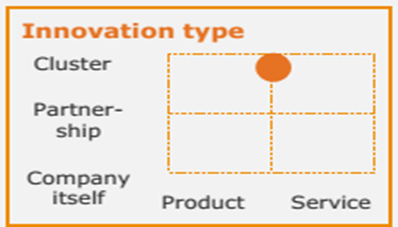 Innovation type
Cluster
Partner-
ship
Company
itself
Product Service